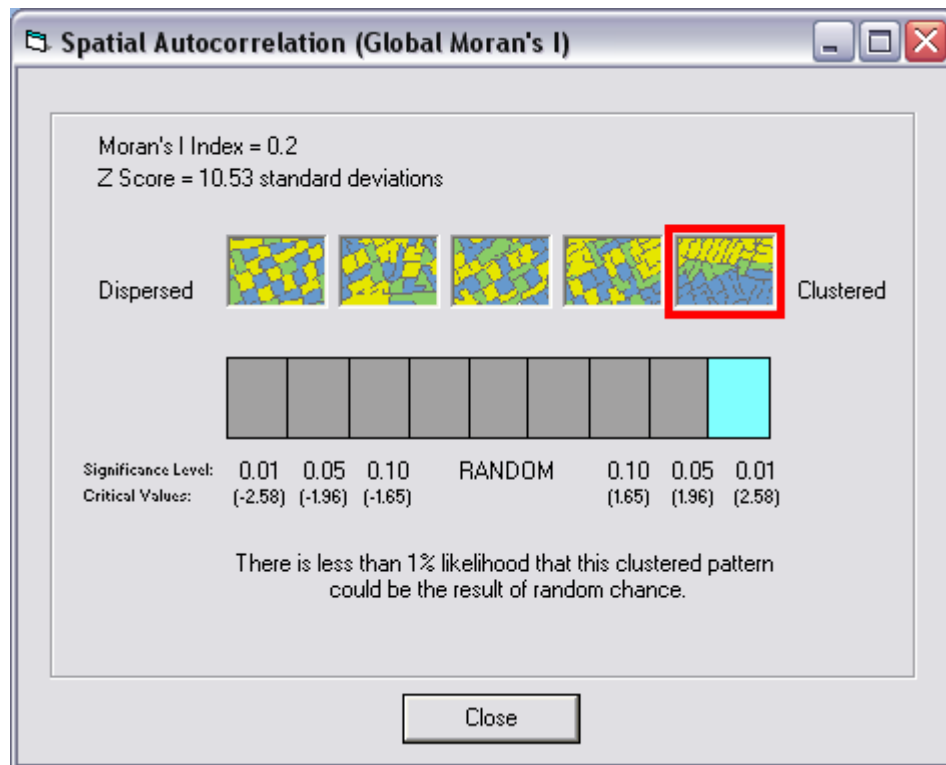 Spatial Autocorrelation (Global Moran's I)
Moran's I Index = 0.2
Z Score = 10.53 standard deviations
Dispersed
Clustered
Significance Level: 0.01 0.05 0.10 RANDOM 0.10 0.05 0.01
Critical Values: (-2.58) (-1.96) (-1.65) (1.65) (1.96) (2.58)
There is less than 1% likelihood that this clustered pattern
could be the result of random chance.
Close